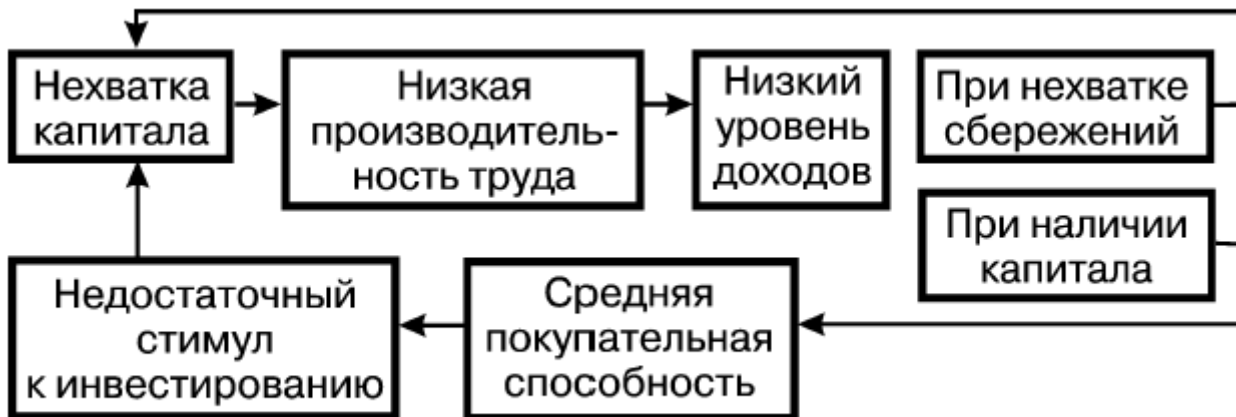 Нехватка
капитала
Низкая
производитель-
ность труда
Низкий
уровень
доходов
При нехватке
сбережений
При наличии
капитала
Недостаточный
стимул
к инвестированию
Средняя
покупательная
способность